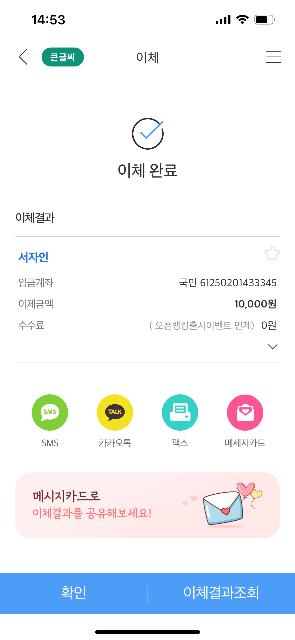 14:53
큰글씨
이체
이체 완료
이체결과
서자인
입금계좌 국민 61250201433345
이체금액 10,000원
수수료 ( 오픈뱅킹출시이벤트 면제) 0원
SMS TALK
SMS 카카오톡 팩스 메세지카드
메시지카드로
이체결과를 공유해보세요!
확인 이체결과조회